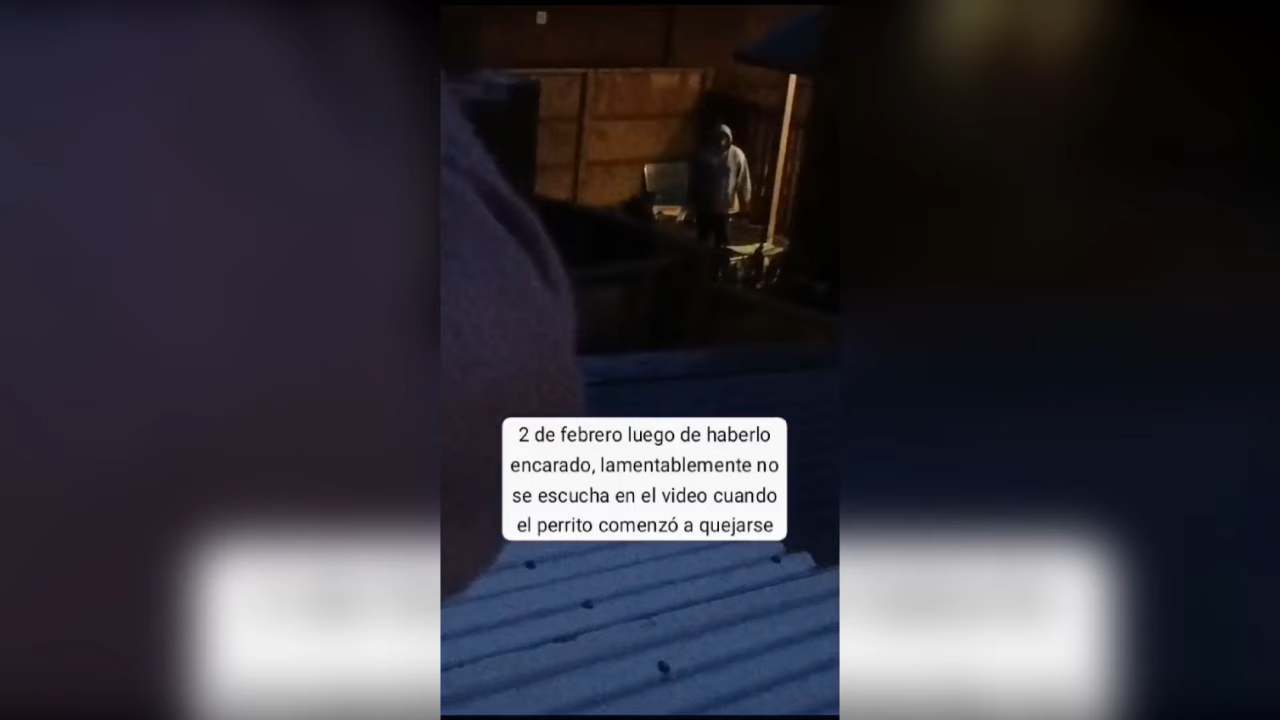 2 de febrero luego de haberlo
encarado, lamentablemente no
se escucha en el video cuando
el perrito comenzó a quejarse